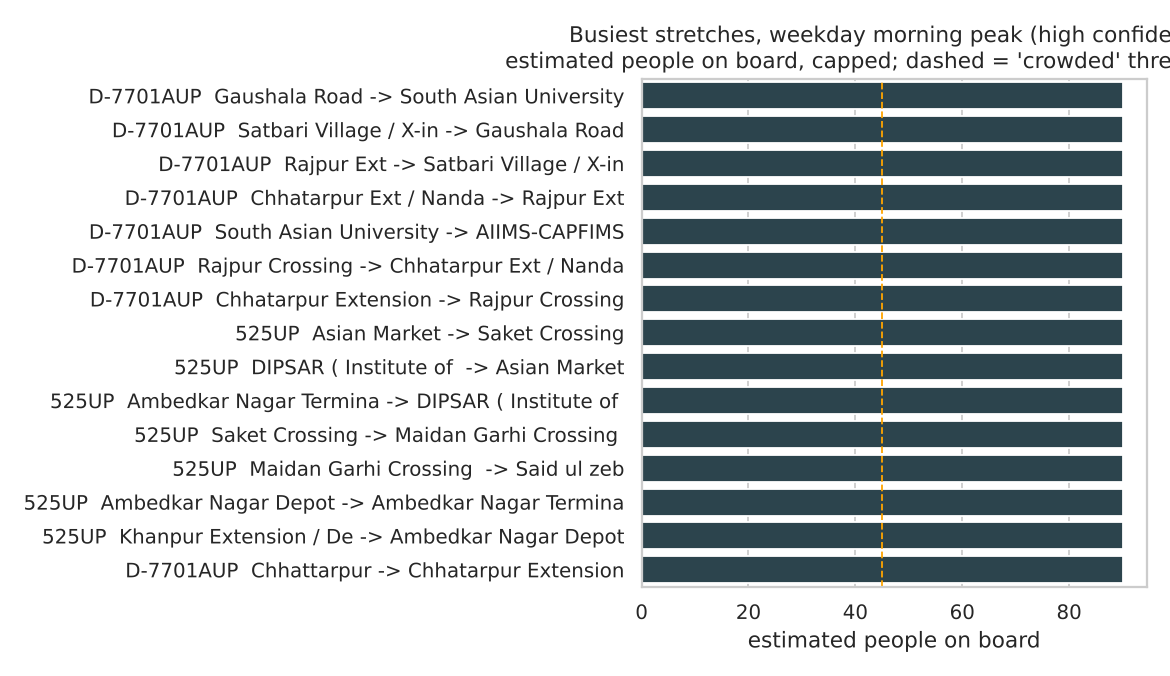 Busiest stretches, weekday morning peak (high confide
estimated people on board, capped; dashed = 'crowded' thre
D-7701AUP  Gaushala Road -> South Asian University
D-7701AUP  Satbari Village / X-in -> Gaushala Road
D-7701AUP  Rajpur Ext -> Satbari Village / X-in
D-7701AUP  Chhatarpur Ext / Nanda -> Rajpur Ext
D-7701AUP  South Asian University -> AIIMS-CAPFIMS
D-7701AUP  Rajpur Crossing -> Chhatarpur Ext / Nanda
D-7701AUP  Chhatarpur Extension -> Rajpur Crossing
525UP  Asian Market -> Saket Crossing
525UP  DIPSAR ( Institute of  -> Asian Market
525UP  Ambedkar Nagar Termina -> DIPSAR ( Institute of
525UP  Saket Crossing -> Maidan Garhi Crossing
525UP  Maidan Garhi Crossing  -> Said ul zeb
525UP  Ambedkar Nagar Depot -> Ambedkar Nagar Termina
525UP  Khanpur Extension / De -> Ambedkar Nagar Depot
D-7701AUP  Chhattarpur -> Chhatarpur Extension
0 20 40 60 80
estimated people on board